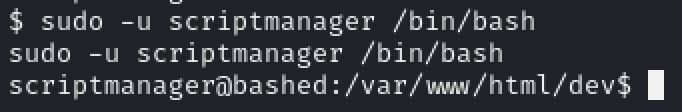 $ sudo -u scriptmanager /bin/bash
sudo -u scriptmanager /bin/bash
scriptmanager@bashed:/var/www/html/dev$